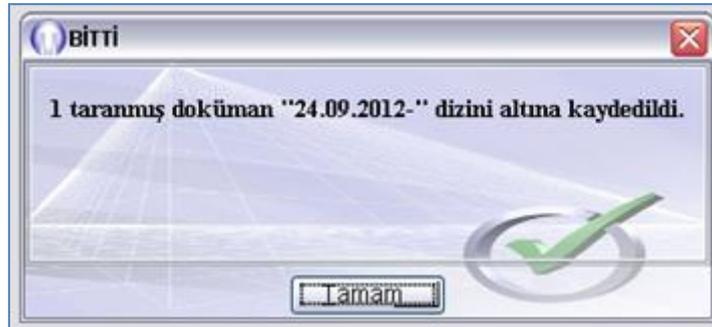 BİTTİ
1 taranmış doküman "24.09.2012-" dizini altına kaydedildi.
Tamam